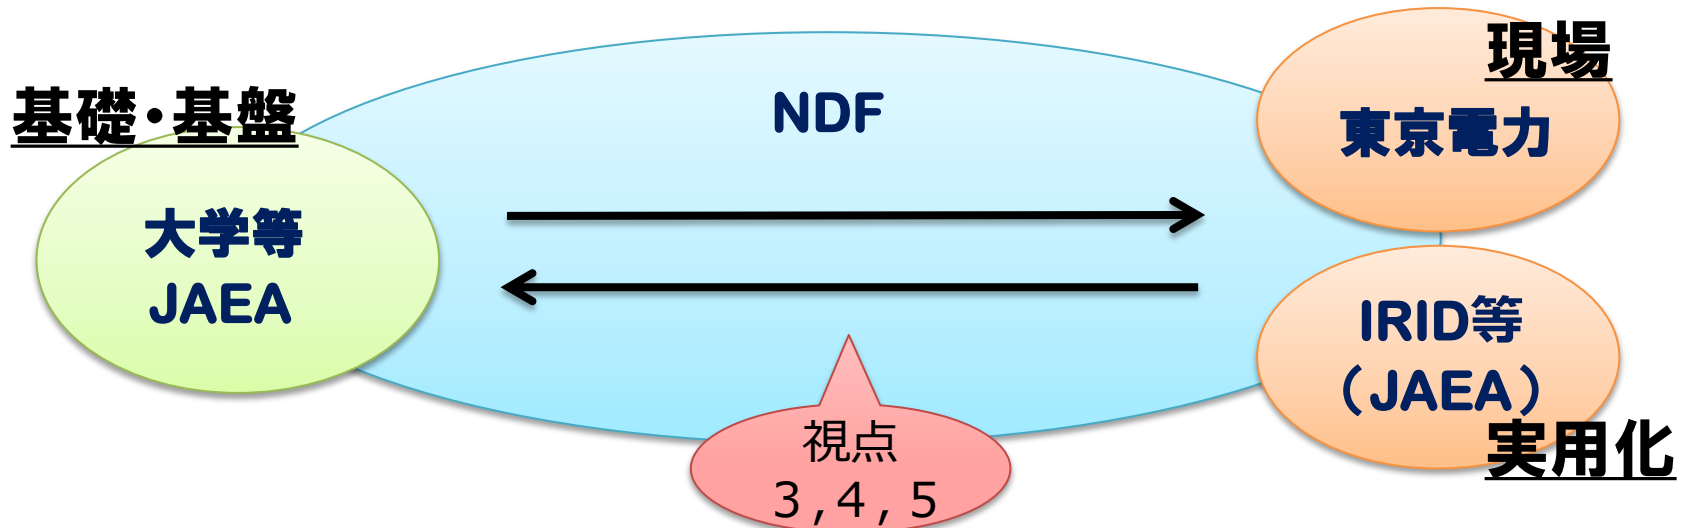 基礎・基盤
大学等
JAEA
NDF
現場
東京電力
IRID等
（JAEA）
実用化
視点
3，4，5